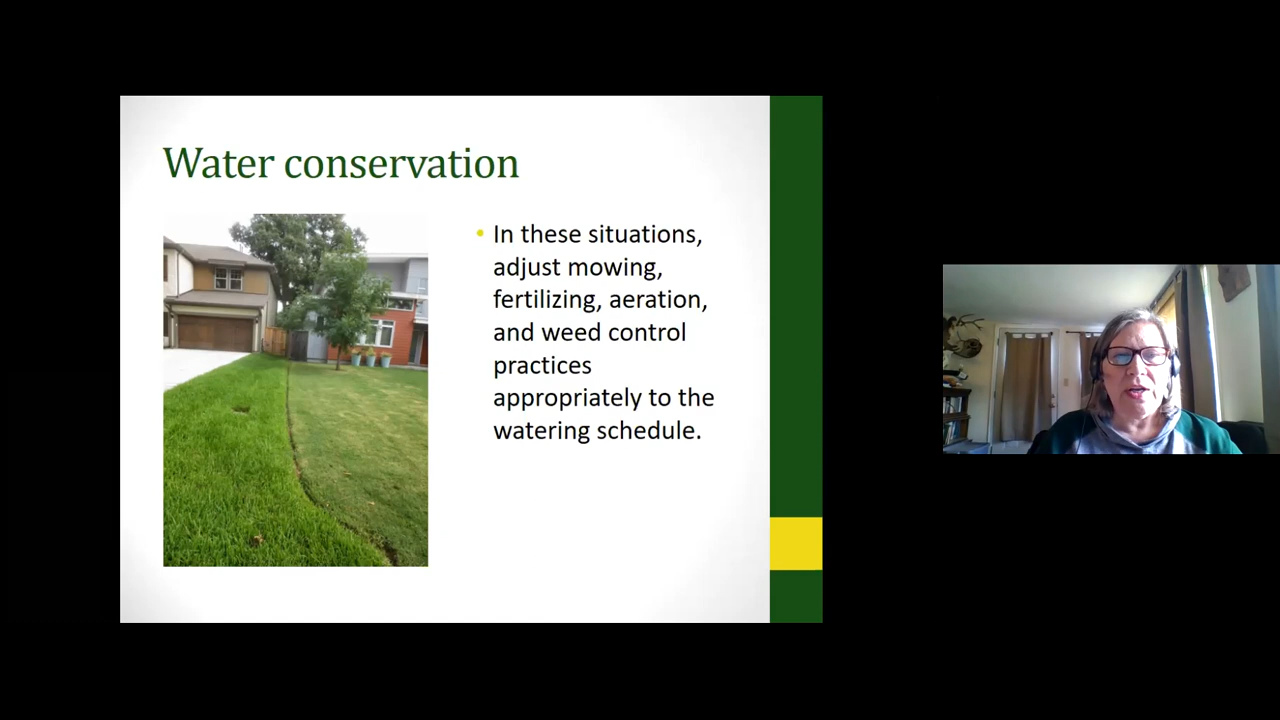 Water conservation
In these situations,
adjust mowing,
fertilizing, aeration,
and weed control
practices
appropriately to the
watering schedule.